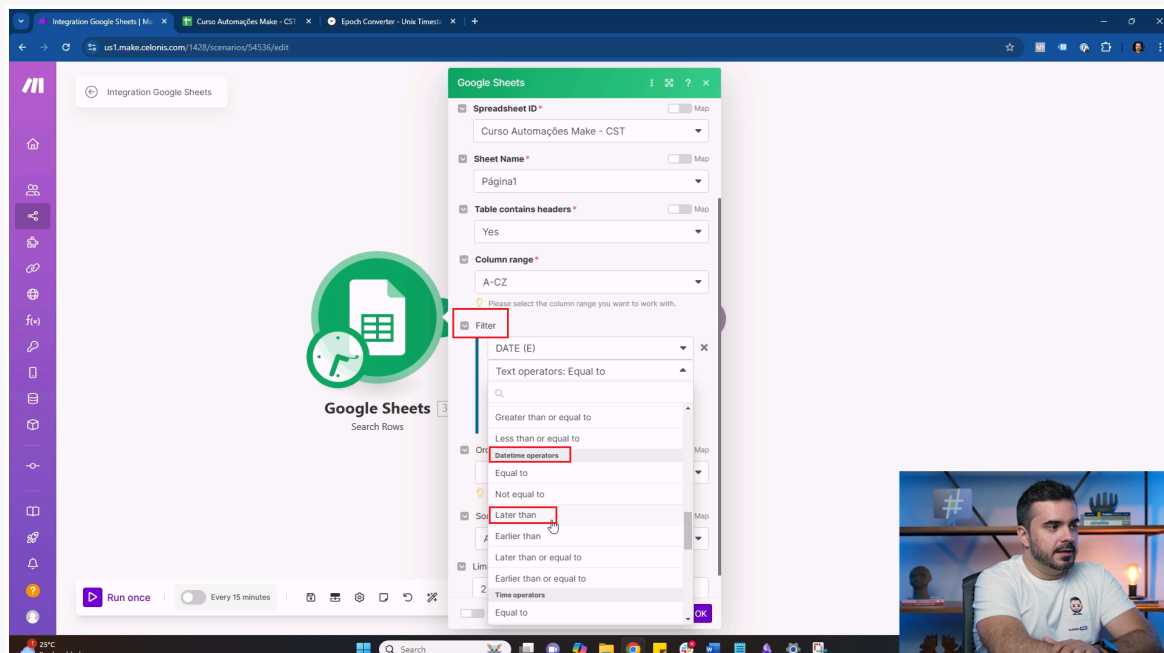 Integration Google Sheets | Ma
Curso Automações Make - CST
Epoch Converter - Unix Timesta
us1.make.celonis.com/1428/scenarios/54536/edit
Integration Google Sheets
Google Sheets
Spreadsheet ID *
Map
Curso Automações Make - CST
Sheet Name *
Map
Página1
Table contains headers *
Map
Yes
Column range *
A-CZ
Please select the column range you want to work with.
Filter
DATE (E)
Text operators: Equal to
Greater than or equal to
Less than or equal to
Datetime operators
Equal to
Not equal to
Later than
Earlier than
Later than or equal to
Earlier than or equal to
Time operators
Equal to
Map
Map
Lim
2
OK
Google Sheets
3
Search Rows
Run once
Every 15 minutes
25°C
Search
#